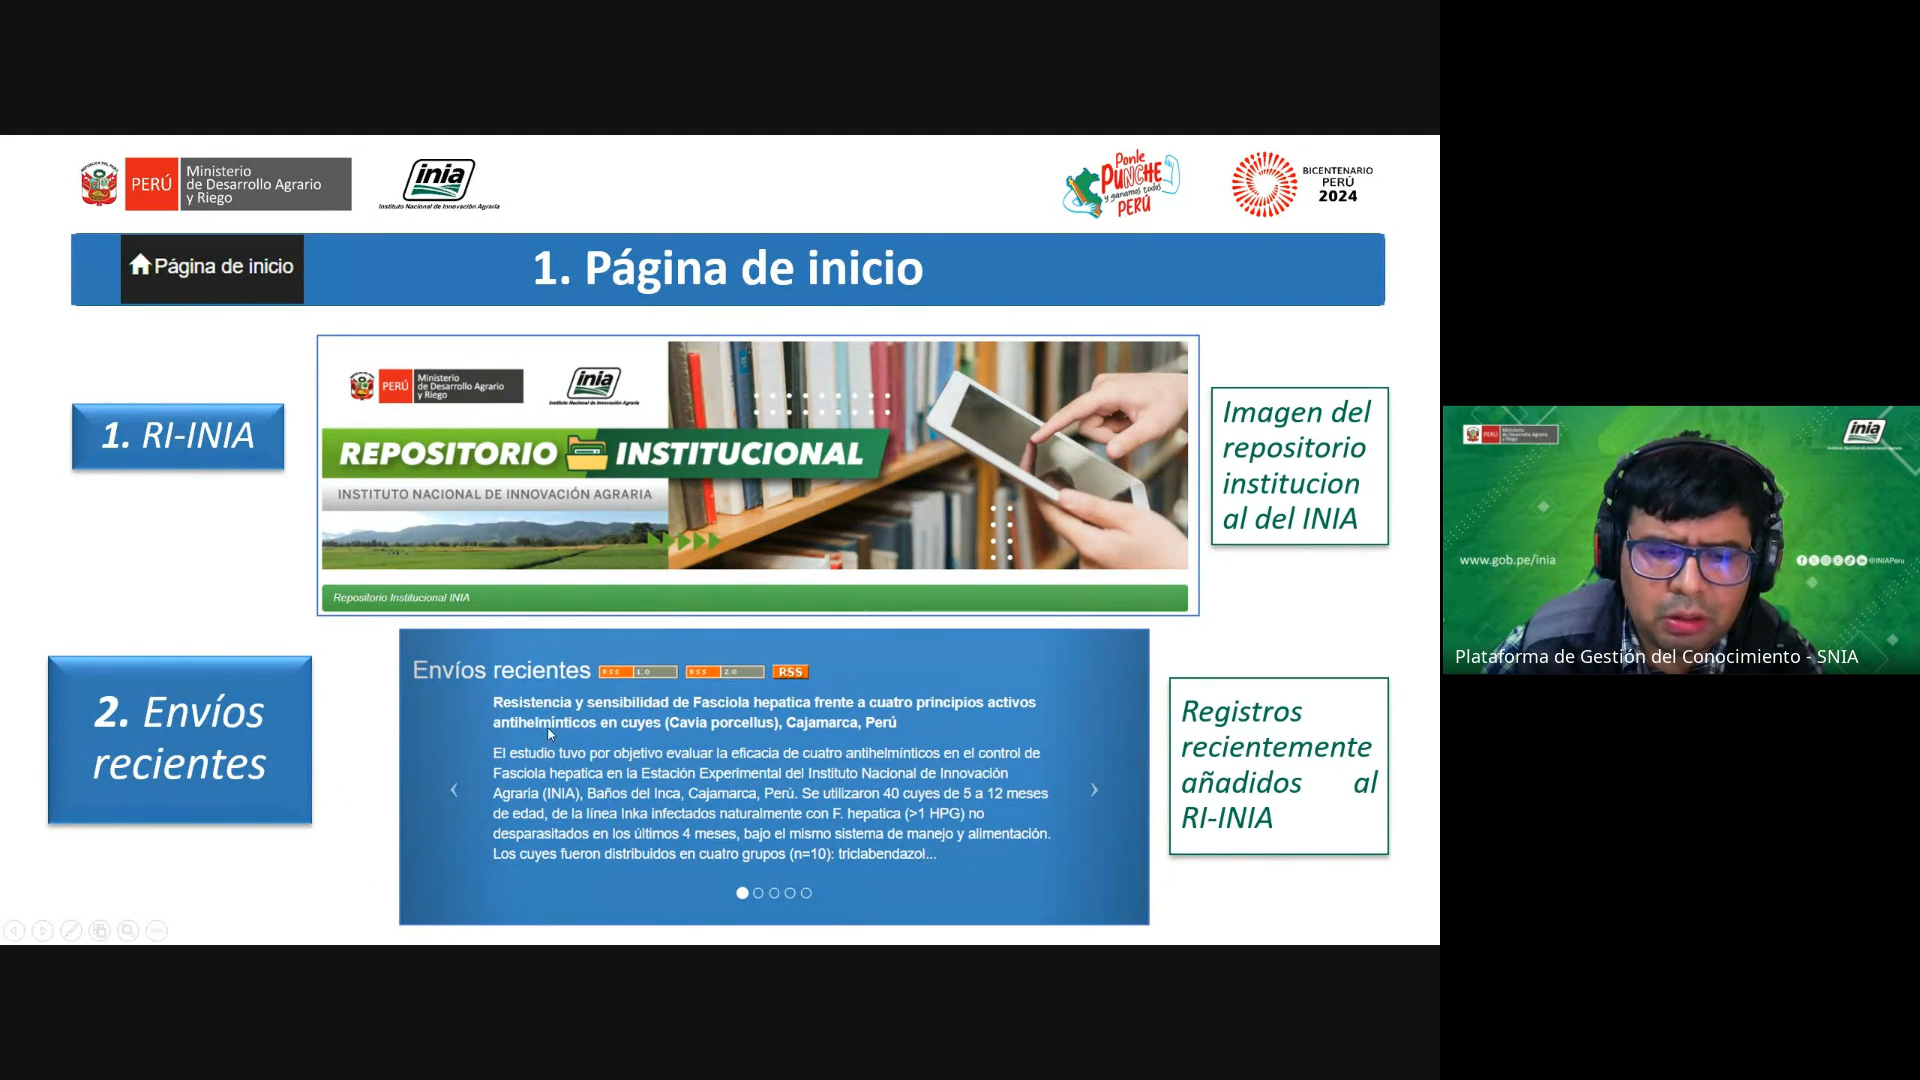 PERÚ
Ministerio
de Desarrollo Agrario
y Riego
inia
Instituto Nacional de Innovación Agraria
Ponle
PUNCHE
y ganamos todos
PERÚ
BICENTENARIO
PERÚ
2024
Página de inicio
1. Página de inicio
1. RI-INIA
PERÚ
Ministerio
de Desarrollo Agrario
y Riego
inia
Instituto Nacional de Innovación Agraria
REPOSITORIO INSTITUCIONAL
INSTITUTO NACIONAL DE INNOVACIÓN AGRARIA
Repositorio Institucional INIA
Imagen del
repositorio
institucion
al del INIA
2. Envíos
recientes
Envíos recientes RSS 1.0 RSS 2.0 RSS
Resistencia y sensibilidad de Fasciola hepatica frente a cuatro principios activos
antihelmínticos en cuyes (Cavia porcellus), Cajamarca, Perú
El estudio tuvo por objetivo evaluar la eficacia de cuatro antihelmínticos en el control de
Fasciola hepatica en la Estación Experimental del Instituto Nacional de Innovación
Agraria (INIA), Baños del Inca, Cajamarca, Perú. Se utilizaron 40 cuyes de 5 a 12 meses
de edad, de la línea Inka infectados naturalmente con F. hepatica (>1 HPG) no
desparasitados en los últimos 4 meses, bajo el mismo sistema de manejo y alimentación.
Los cuyes fueron distribuidos en cuatro grupos (n=10): triclabendazol...
Registros
recientemente
añadidos al
RI-INIA
PERÚ
inia
www.gob.pe/inia
@INIAPeru
Plataforma de Gestión del Conocimiento - SNIA